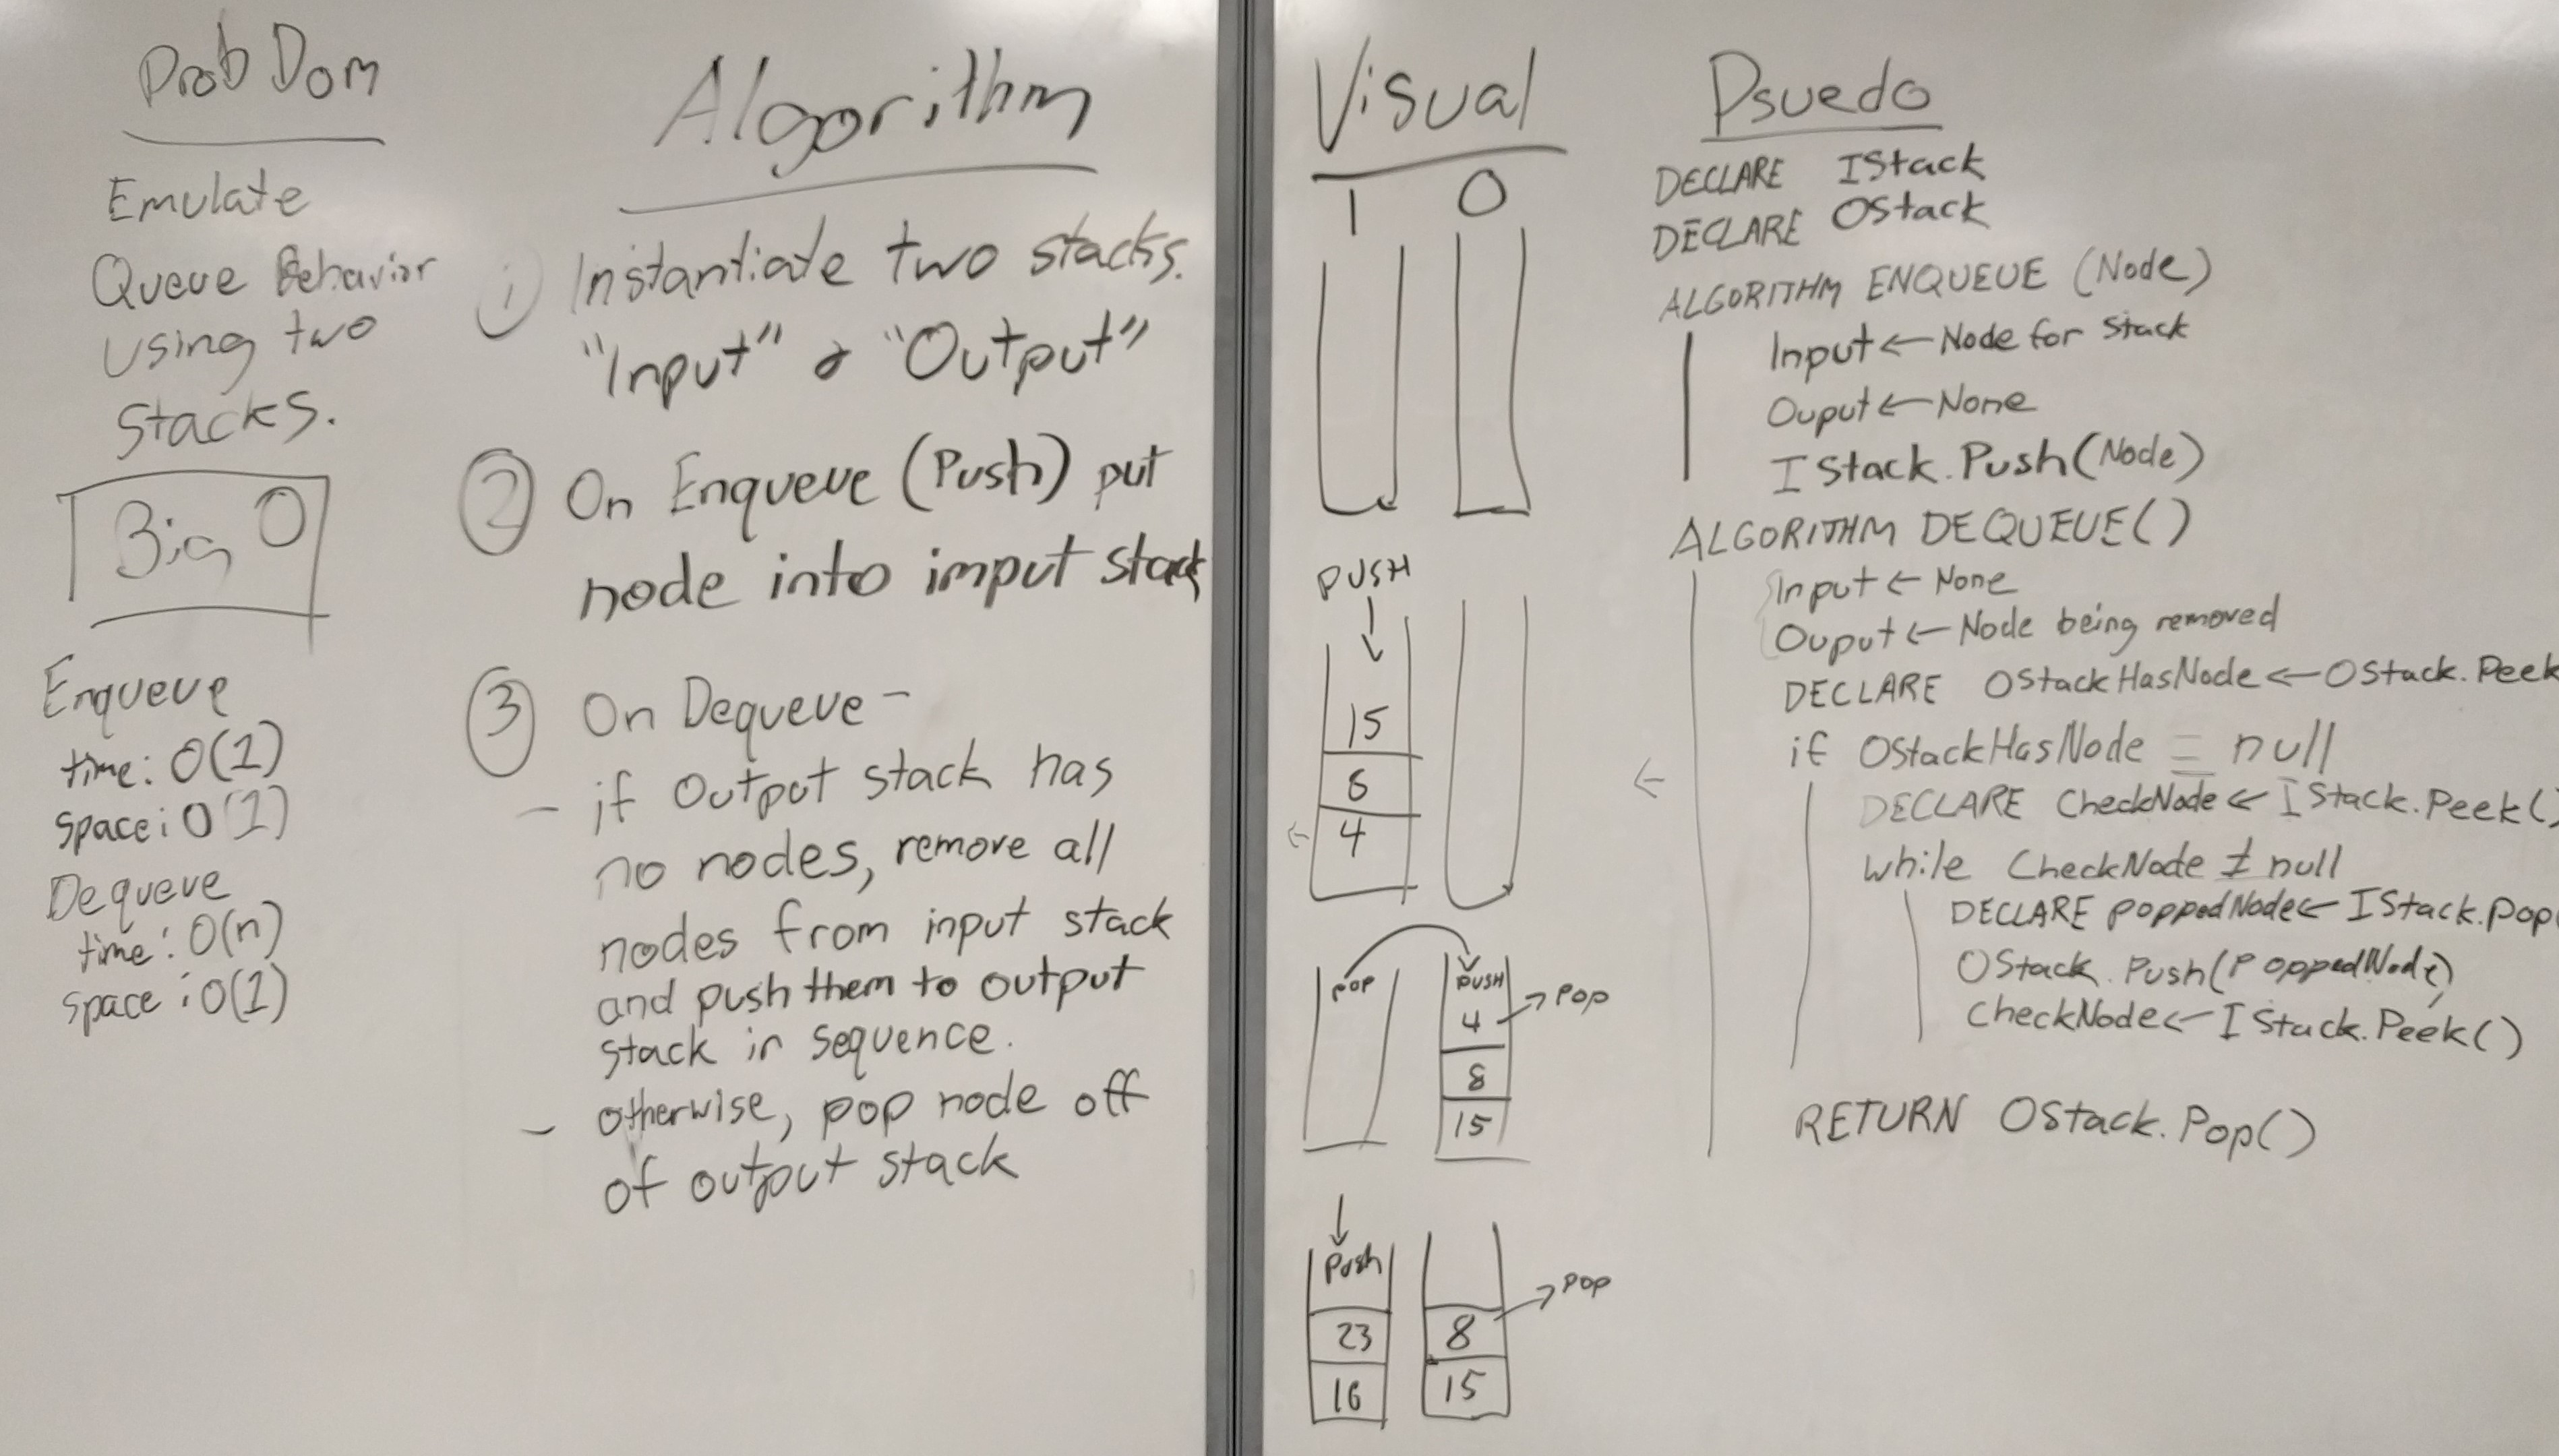 Prob Dom
Emulate
Queue Behavior
Using two
stacks.
Big O
Enqueue
time: O(1)
space: O(1)
Dequeue
time: O(n)
space: O(1)
Algorithm
① Instantiate two stacks.
"Input" & "Output"
② On Enqueue (Push) put
node into imput stack
③ On Dequeue -
- if Output stack has
no nodes, remove all
nodes from input stack
and push them to output
stack in sequence.
- otherwise, pop node off
of output stack
Visual
I O
PUSH
↓
15
8
4
←
POP PUSH
4 → POP
8
15
↓
Push
23 8 → POP
16 15
Psuedo
DECLARE IStack
DECLARE OStack
ALGORITHM ENQUEUE (Node)
Input ← Node for Stack
Ouput ← None
IStack.Push(Node)
ALGORITHM DEQUEUE()
Input ← None
Ouput ← Node being removed
DECLARE OStackHasNode ← OStack.Peek
if OStackHasNode = null
← DECLARE CheckNode ← IStack.Peek()
while CheckNode ≠ null
DECLARE poppedNode ← IStack.Pop(
OStack.Push(PoppedNode)
CheckNode ← IStack.Peek()
RETURN OStack.Pop()